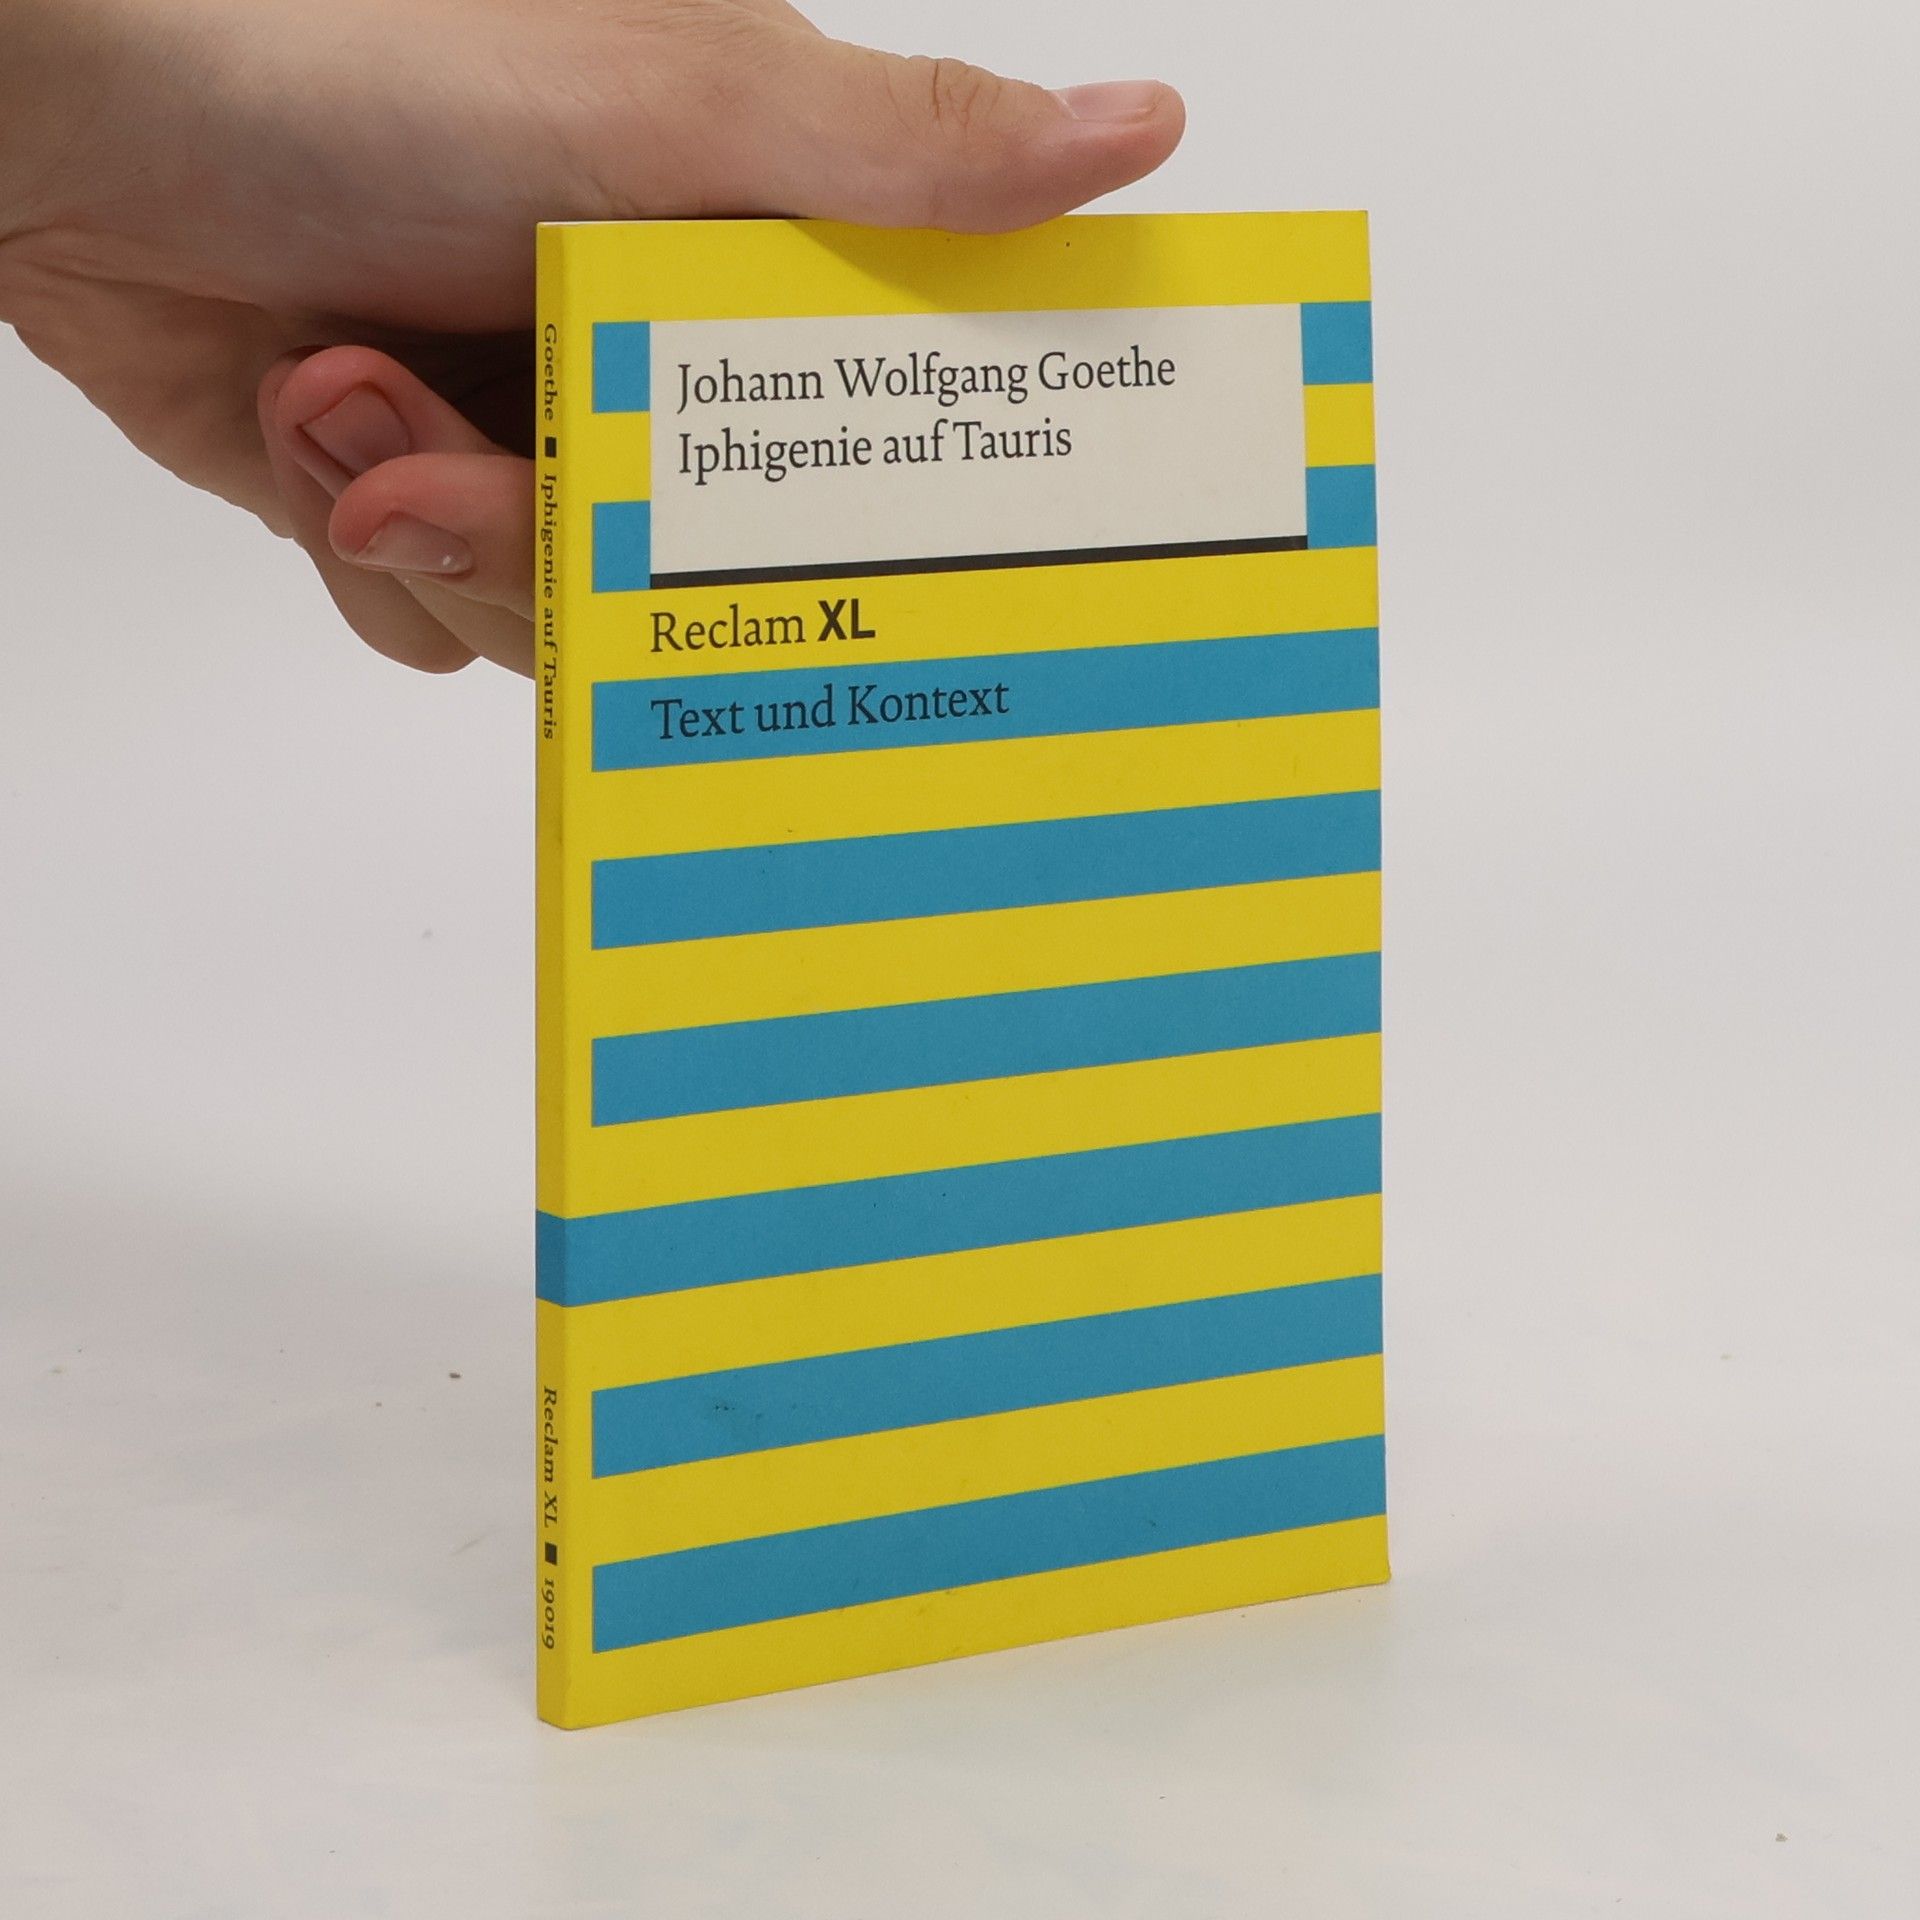 Johann Wolfgang Goethe
Iphigenie auf Tauris
Reclam XL
Text und Kontext
Goethe ■ Iphigenie auf Tauris
Reclam XL ■ 19019